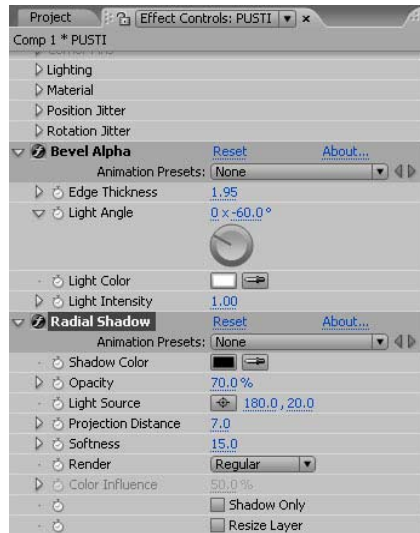 Project Effect Controls: PUSTI
Comp 1 * PUSTI
Lighting
Material
Position Jitter
Rotation Jitter
Bevel Alpha Reset About...
Animation Presets: None
Edge Thickness 1.95
Light Angle 0 x -60.0°
Light Color
Light Intensity 1.00
Radial Shadow Reset About...
Animation Presets: None
Shadow Color
Opacity 70.0 %
Light Source 180.0 , 20.0
Projection Distance 7.0
Softness 15.0
Render Regular
Color Influence 50.0 %
Shadow Only
Resize Layer